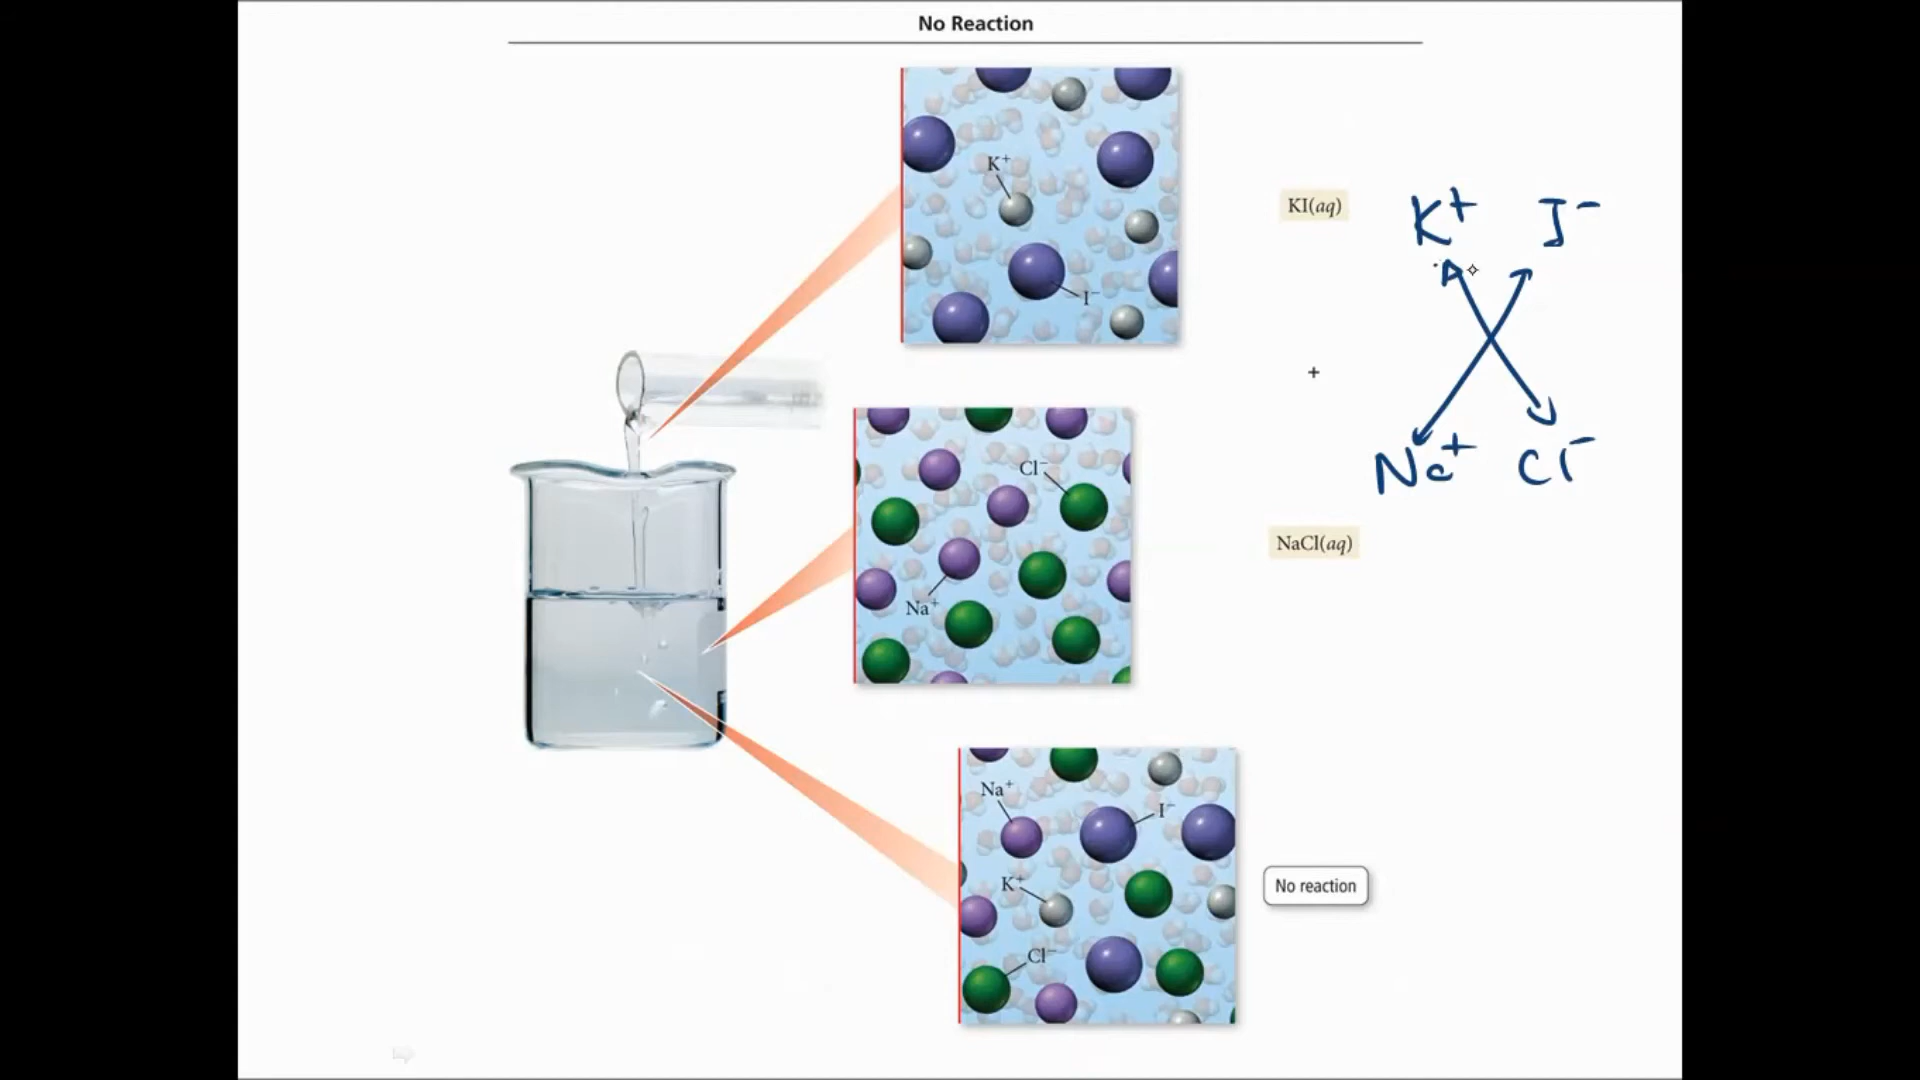 No Reaction
K⁺
I⁻
KI(aq)
K⁺ I⁻
+
Cl⁻
Na⁺
Na⁺ Cl⁻
NaCl(aq)
Na⁺
I⁻
K⁺
Cl⁻
No reaction